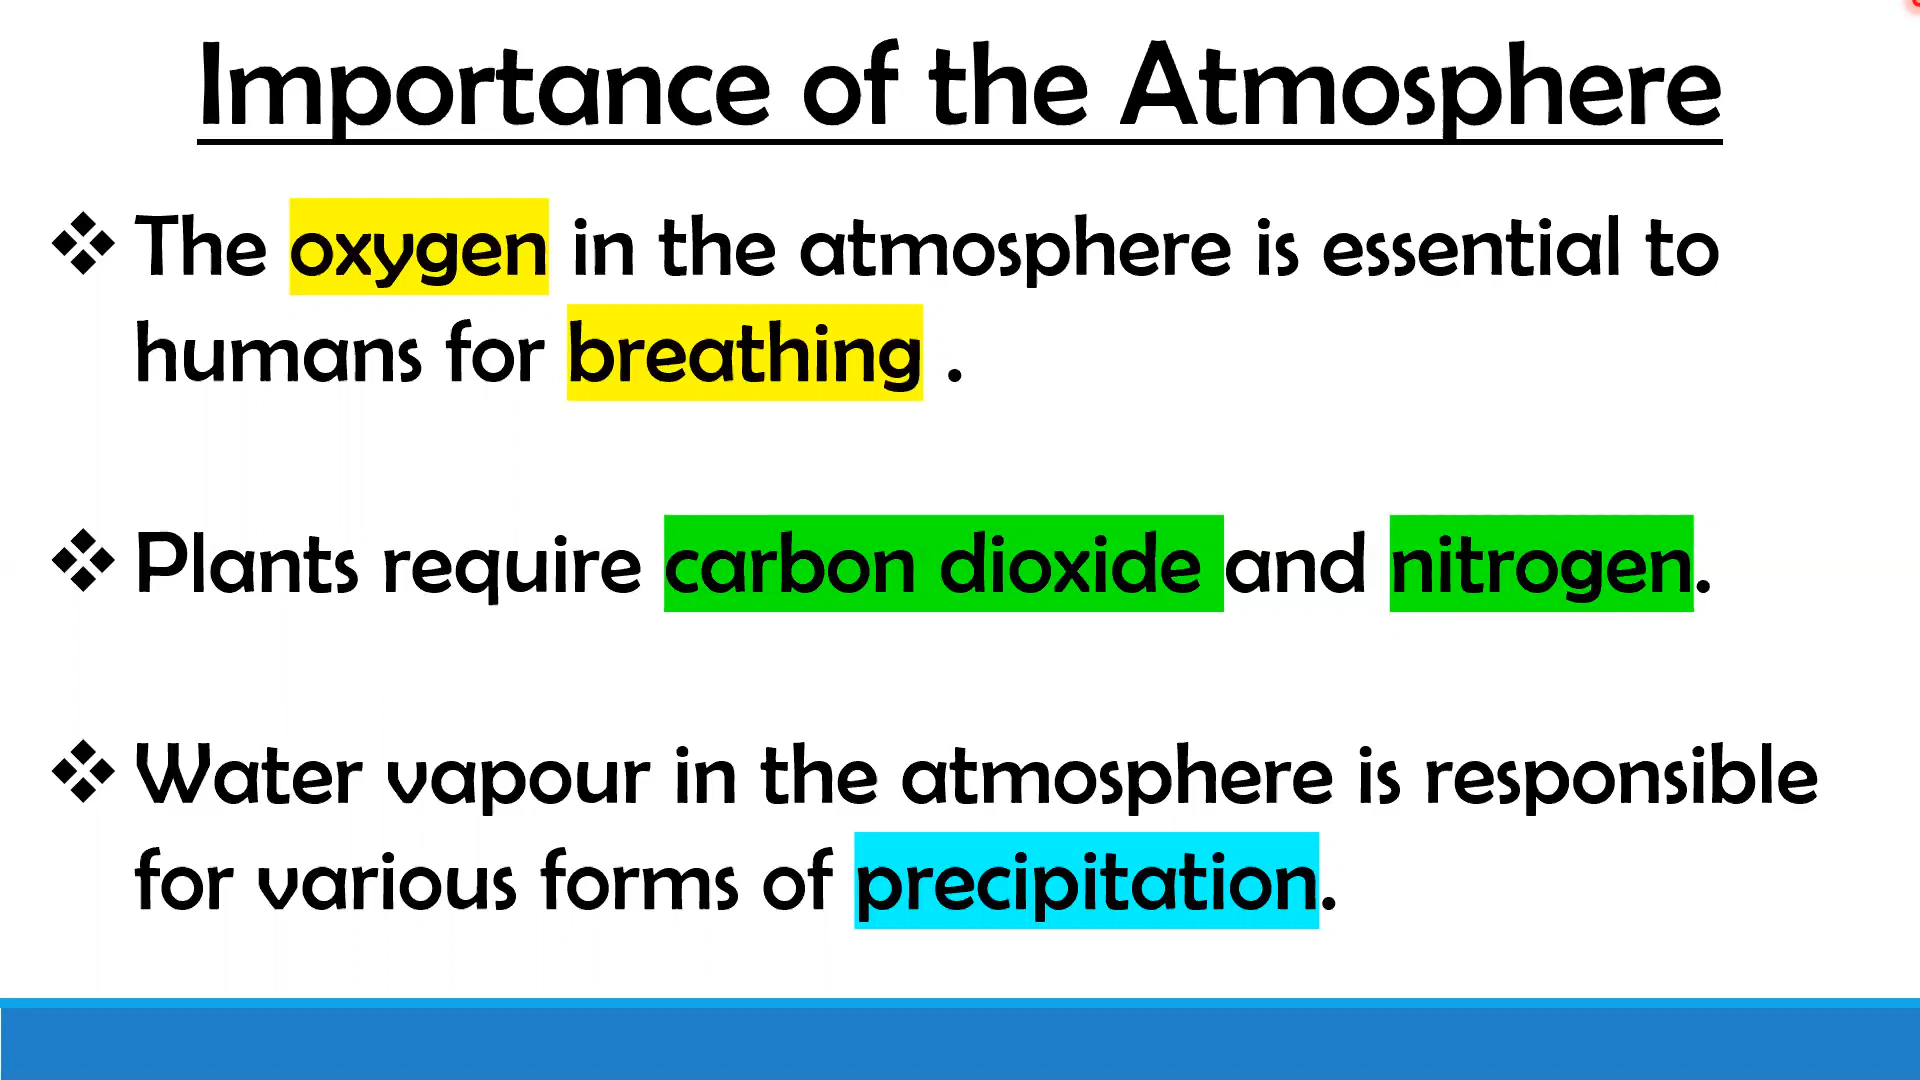 Importance of the Atmosphere
❖ The oxygen in the atmosphere is essential to
humans for breathing .
❖ Plants require carbon dioxide and nitrogen.
❖ Water vapour in the atmosphere is responsible
for various forms of precipitation.